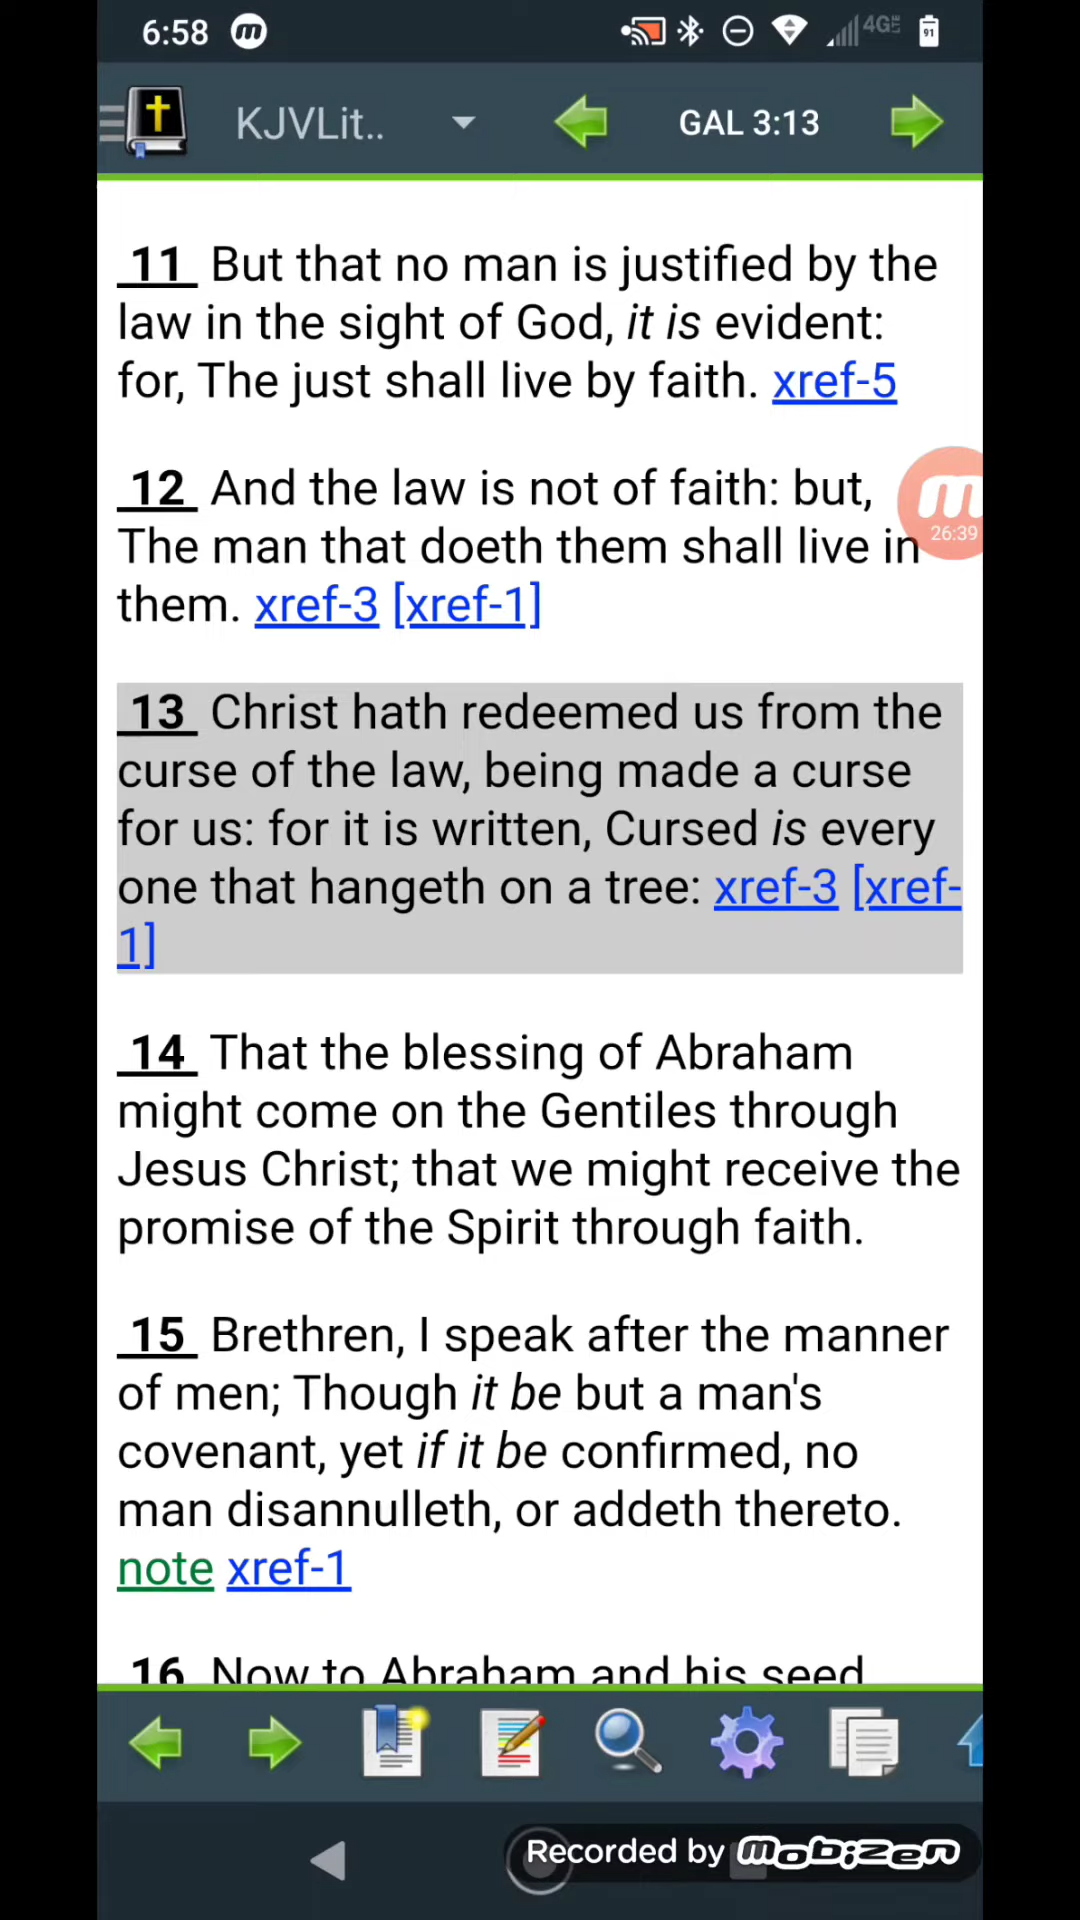 6:58 m 4GE 91
KJVLit.. GAL 3:13
11 But that no man is justified by the
law in the sight of God, it is evident:
for, The just shall live by faith. xref-5
12 And the law is not of faith: but,
The man that doeth them shall live in
them. xref-3 [xref-1]
26:39
13 Christ hath redeemed us from the
curse of the law, being made a curse
for us: for it is written, Cursed is every
one that hangeth on a tree: xref-3 [xref-
1]
14 That the blessing of Abraham
might come on the Gentiles through
Jesus Christ; that we might receive the
promise of the Spirit through faith.
15 Brethren, I speak after the manner
of men; Though it be but a man's
covenant, yet if it be confirmed, no
man disannulleth, or addeth thereto.
note xref-1
16 Now to Abraham and his seed
Recorded by mobizen